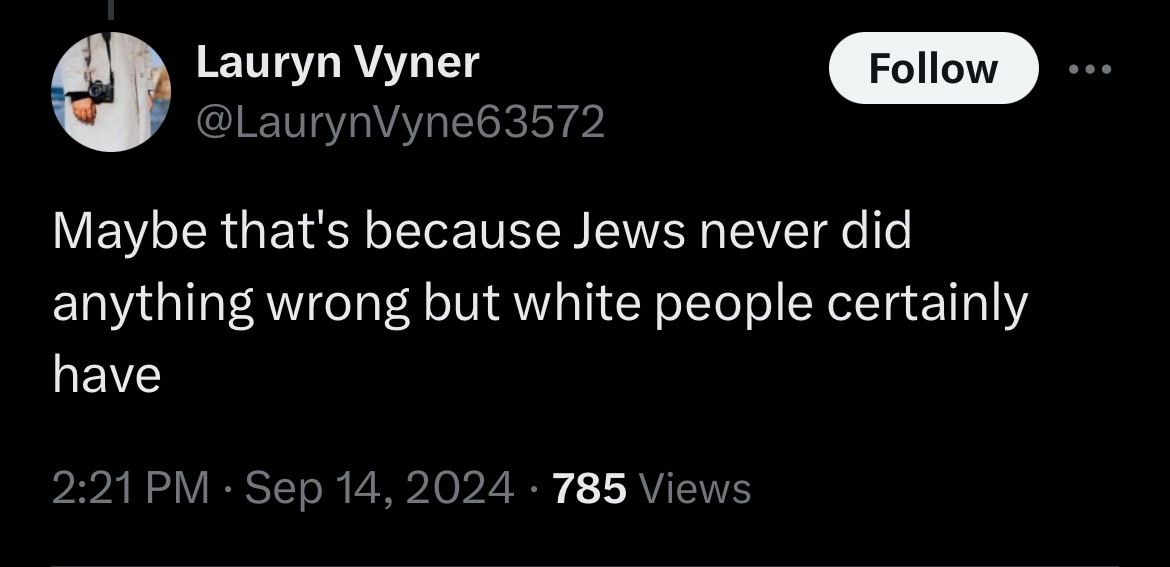 Lauryn Vyner
@LaurynVyne63572
Follow
Maybe that's because Jews never did
anything wrong but white people certainly
have
2:21 PM · Sep 14, 2024 · 785 Views